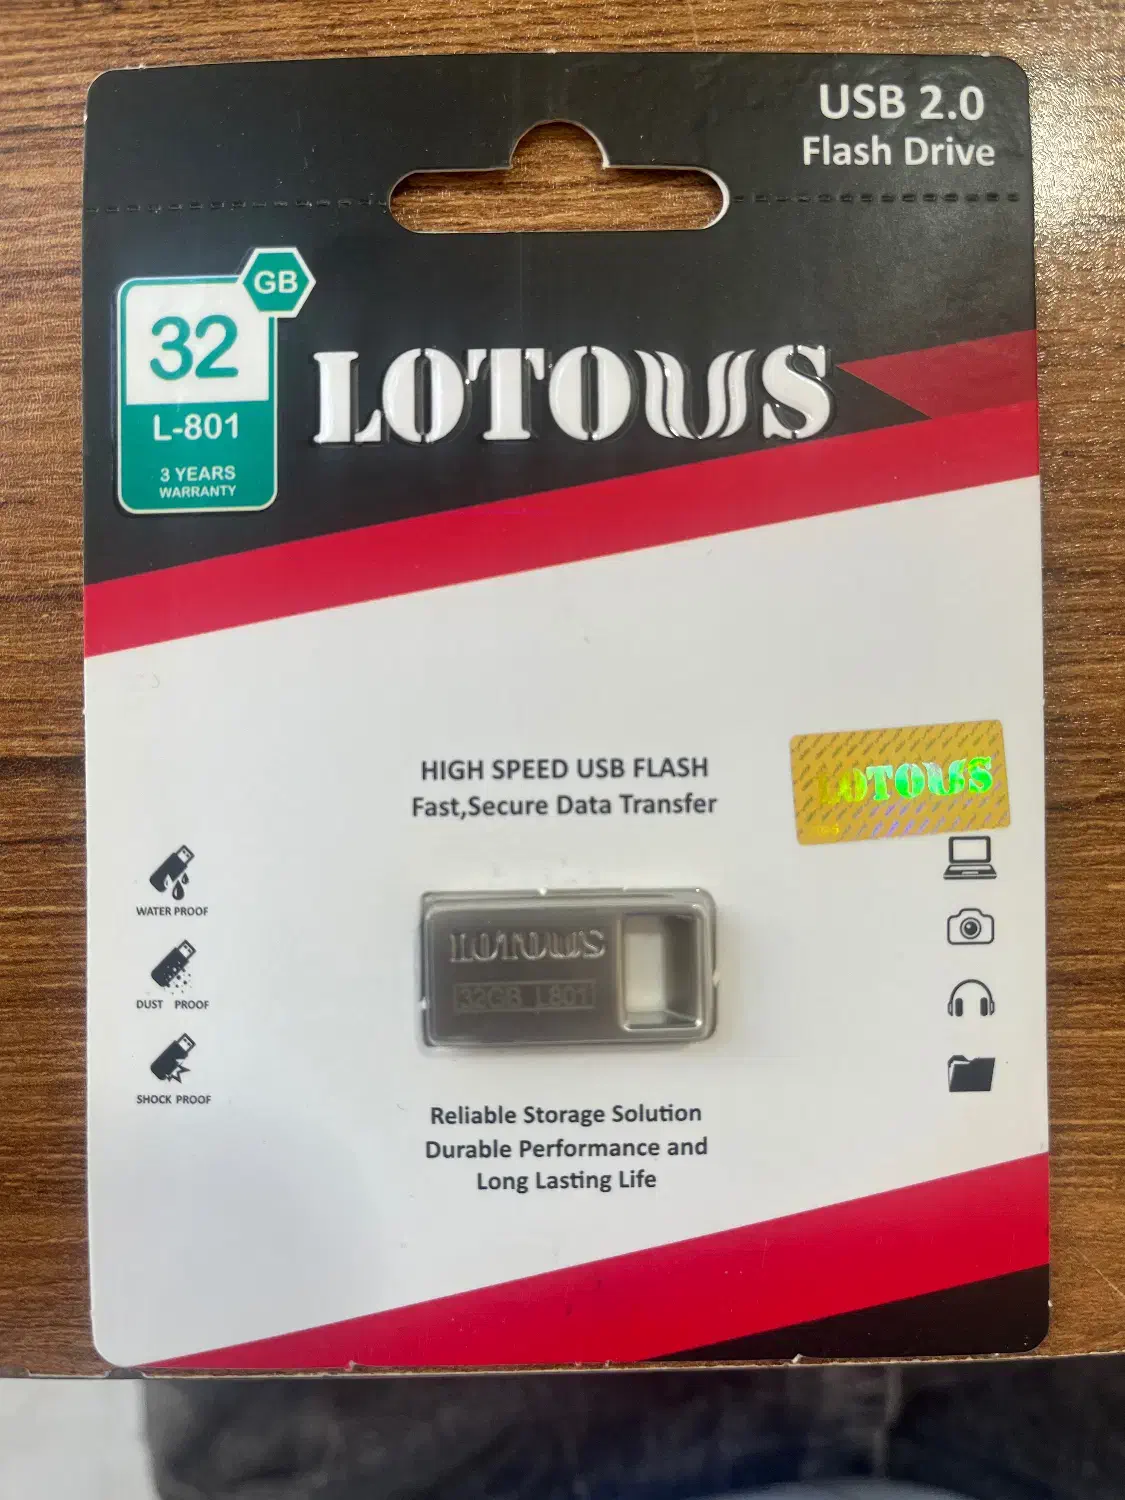 USB 2.0
Flash Drive
GB
32
L-801
3 YEARS
WARRANTY
LOTOUS
HIGH SPEED USB FLASH
Fast,Secure Data Transfer
LOTOUS
WATER PROOF
DUST PROOF
SHOCK PROOF
LOTOUS
32GB L801
Reliable Storage Solution
Durable Performance and
Long Lasting Life